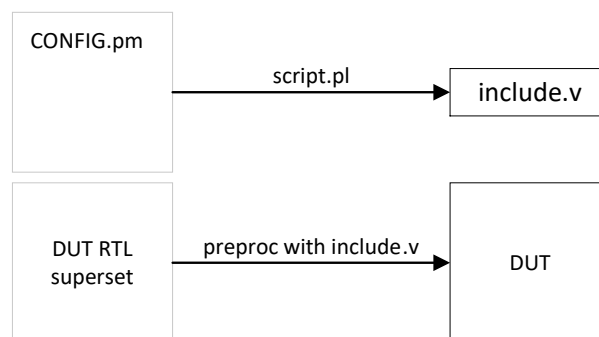 CONFIG.pm
script.pl
include.v
DUT RTL
superset
preproc with include.v
DUT